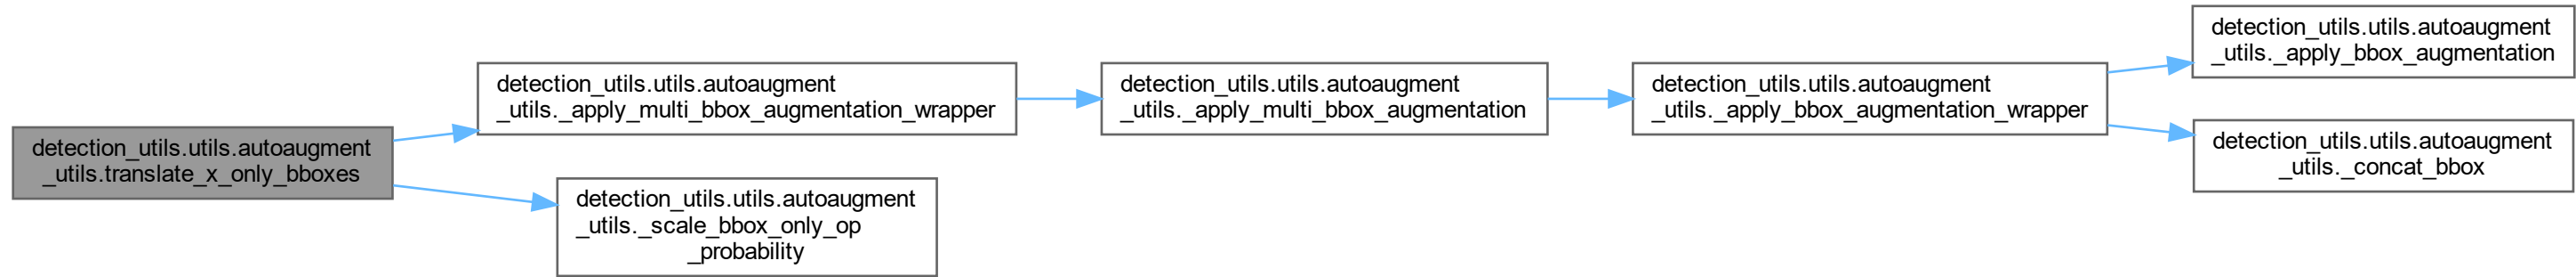 detection_utils.utils.autoaugment
_utils.translate_x_only_bboxes
detection_utils.utils.autoaugment
_utils._apply_multi_bbox_augmentation_wrapper
detection_utils.utils.autoaugment
_utils._apply_multi_bbox_augmentation
detection_utils.utils.autoaugment
_utils._apply_bbox_augmentation_wrapper
detection_utils.utils.autoaugment
_utils._apply_bbox_augmentation
detection_utils.utils.autoaugment
_utils._concat_bbox
detection_utils.utils.autoaugment
_utils._scale_bbox_only_op
_probability